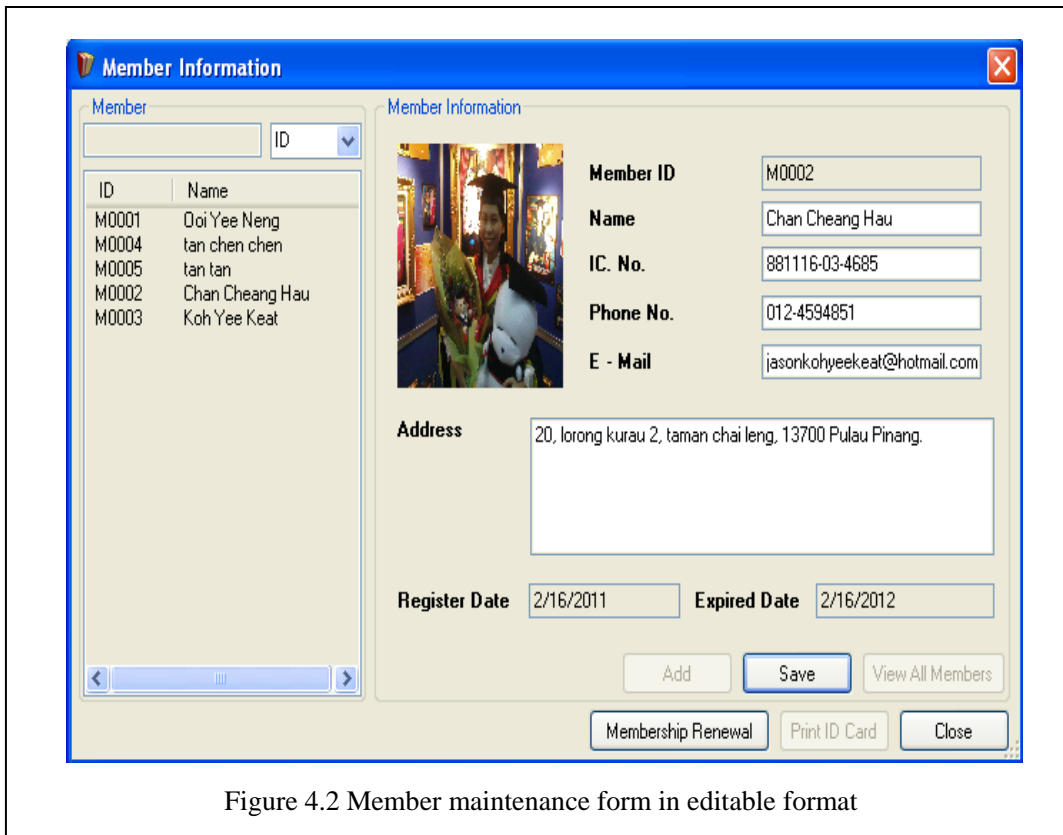 Member Information
Member
ID
ID Name
M0001 Ooi Yee Neng
M0004 tan chen chen
M0005 tan tan
M0002 Chan Cheang Hau
M0003 Koh Yee Keat
Member Information
Member ID M0002
Name Chan Cheang Hau
IC. No. 881116-03-4685
Phone No. 012-4594851
E - Mail jasonkohyeekeat@hotmail.com
Address 20, lorong kurau 2, taman chai leng, 13700 Pulau Pinang.
Register Date 2/16/2011 Expired Date 2/16/2012
Add Save View All Members
Membership Renewal Print ID Card Close
Figure 4.2 Member maintenance form in editable format